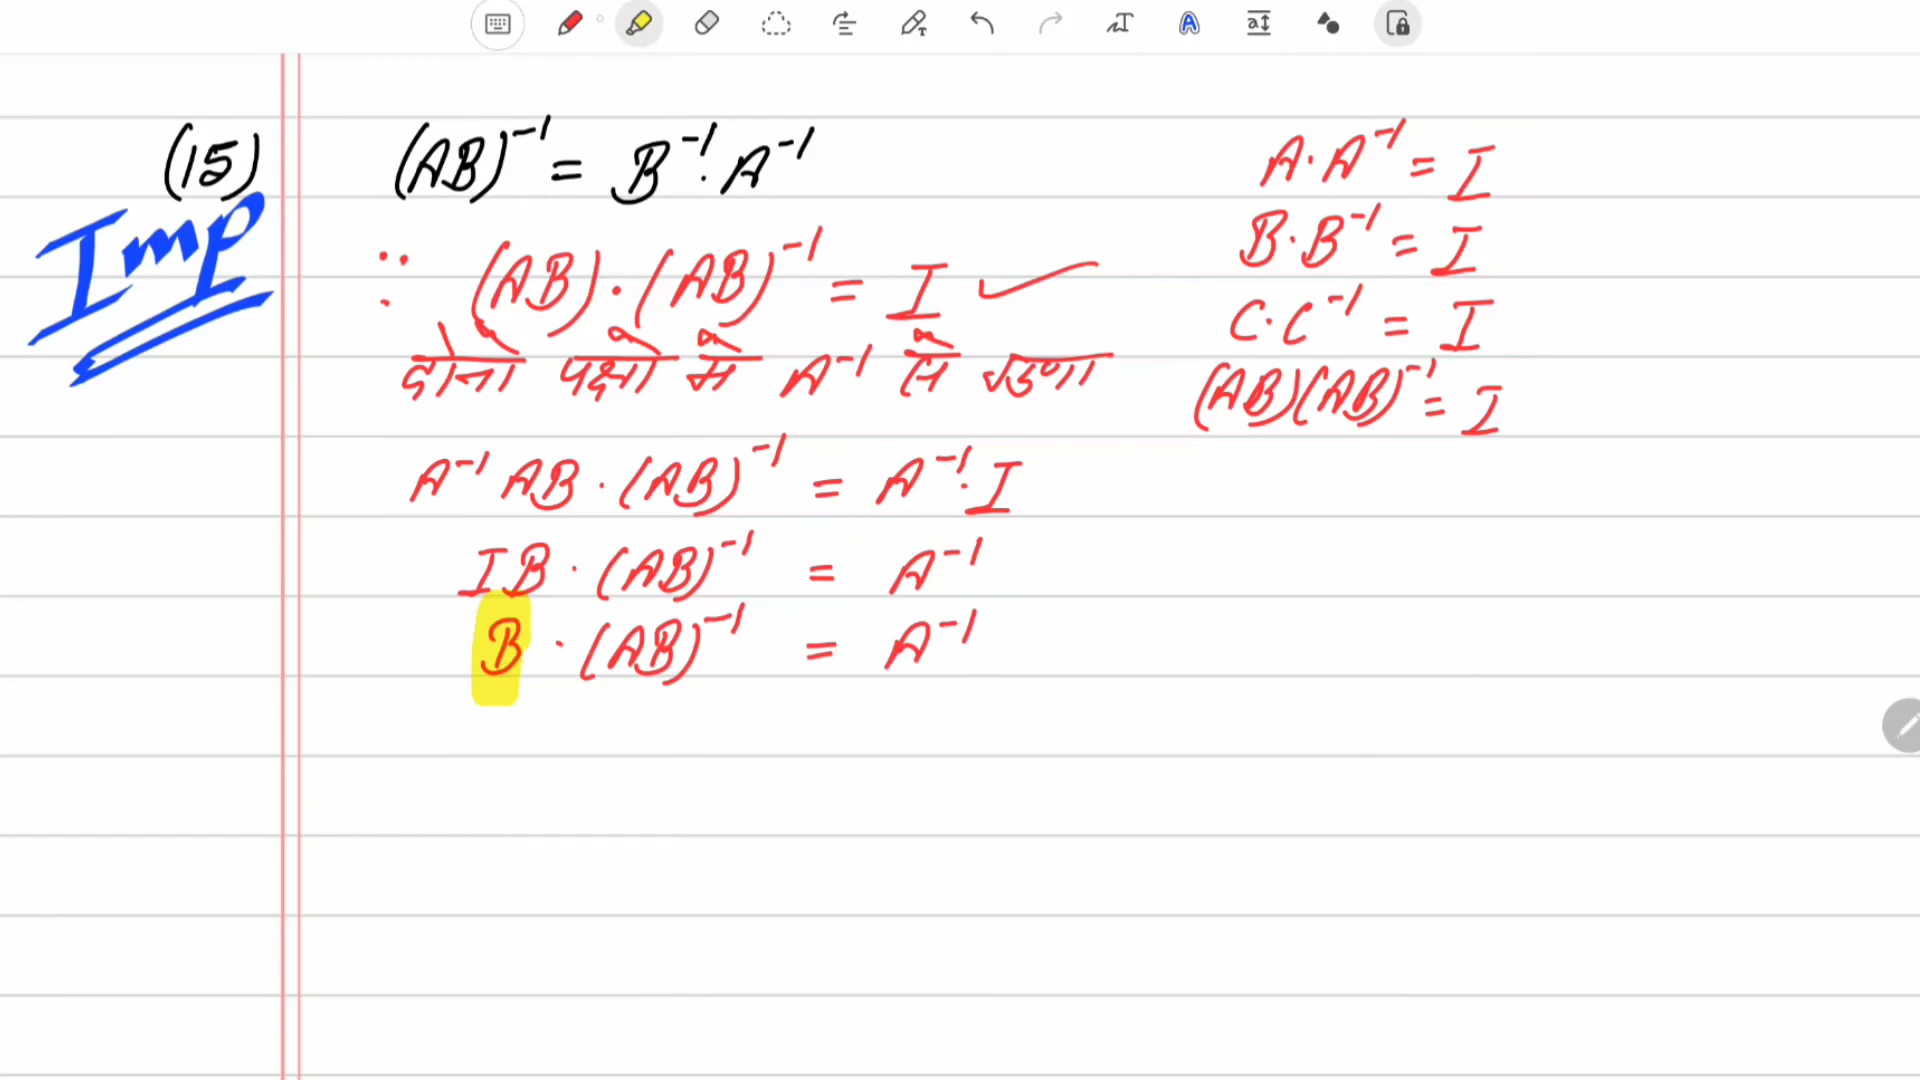 (15) (AB)⁻¹ = B⁻¹·A⁻¹
Imp
∵ (AB)·(AB)⁻¹ = I ✓
दोनों पक्षों में A⁻¹ से गुणा
A⁻¹AB·(AB)⁻¹ = A⁻¹·I
IB·(AB)⁻¹ = A⁻¹
B·(AB)⁻¹ = A⁻¹
A·A⁻¹ = I
B·B⁻¹ = I
C·C⁻¹ = I
(AB)(AB)⁻¹ = I